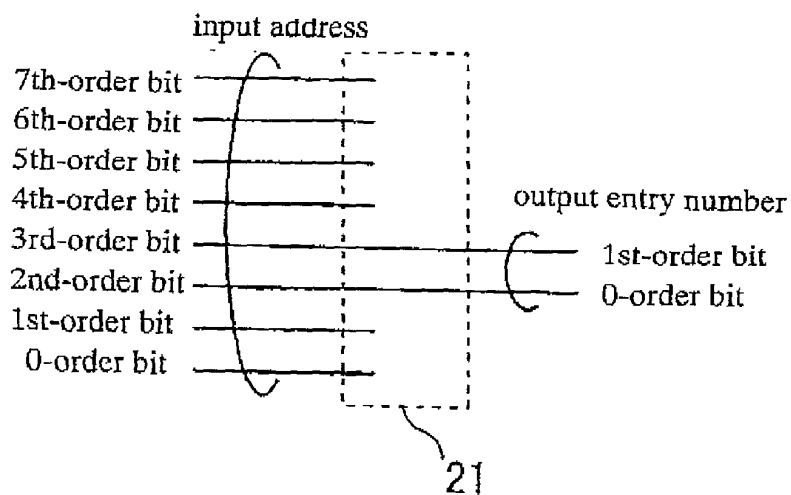 input address
7th-order bit
6th-order bit
5th-order bit
4th-order bit
3rd-order bit
2nd-order bit
1st-order bit
0-order bit
output entry number
1st-order bit
0-order bit
21